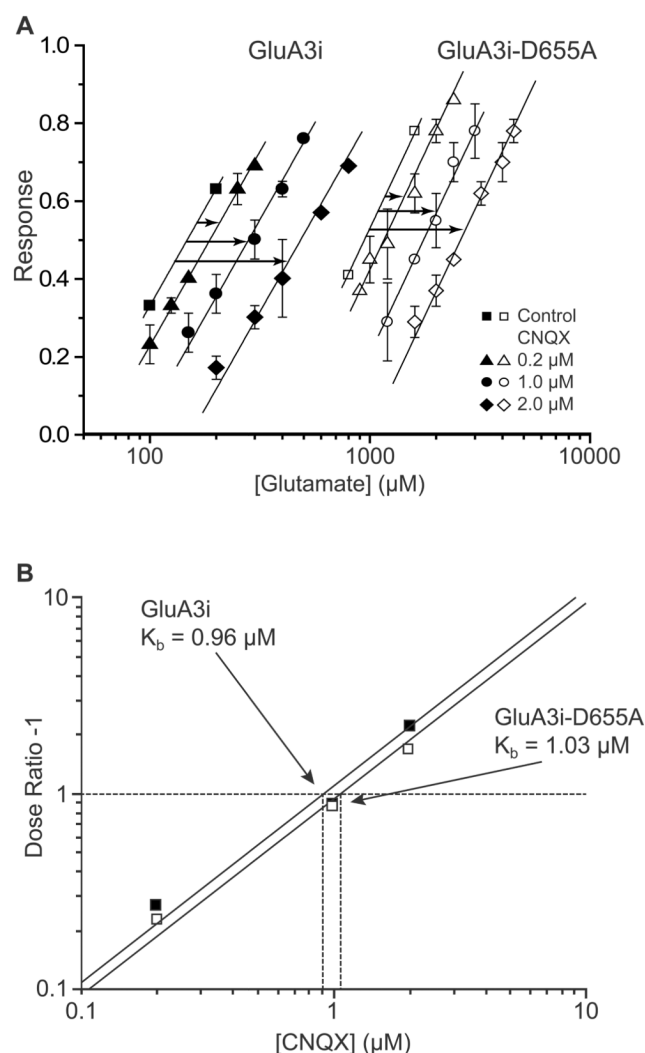 A
GluA3i
GluA3i-D655A
1.0
0.8
0.6
0.4
0.2
0.0
Response
Control
CNQX
0.2 µM
1.0 µM
2.0 µM
100
1000
10000
[Glutamate] (µM)
B
10
1
0.1
Dose Ratio -1
GluA3i
K_b = 0.96 µM
GluA3i-D655A
K_b = 1.03 µM
0.1
1
10
[CNQX] (µM)